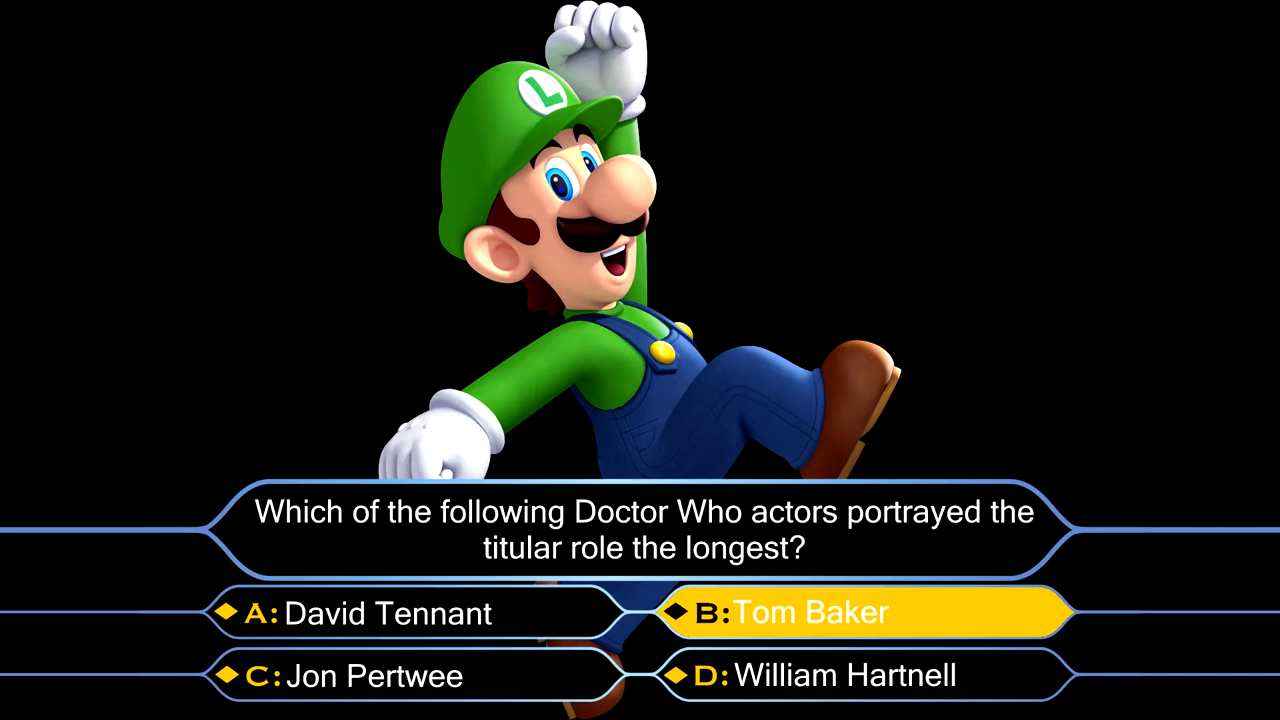 L
Which of the following Doctor Who actors portrayed the
titular role the longest?
A: David Tennant
B: Tom Baker
C: Jon Pertwee
D: William Hartnell